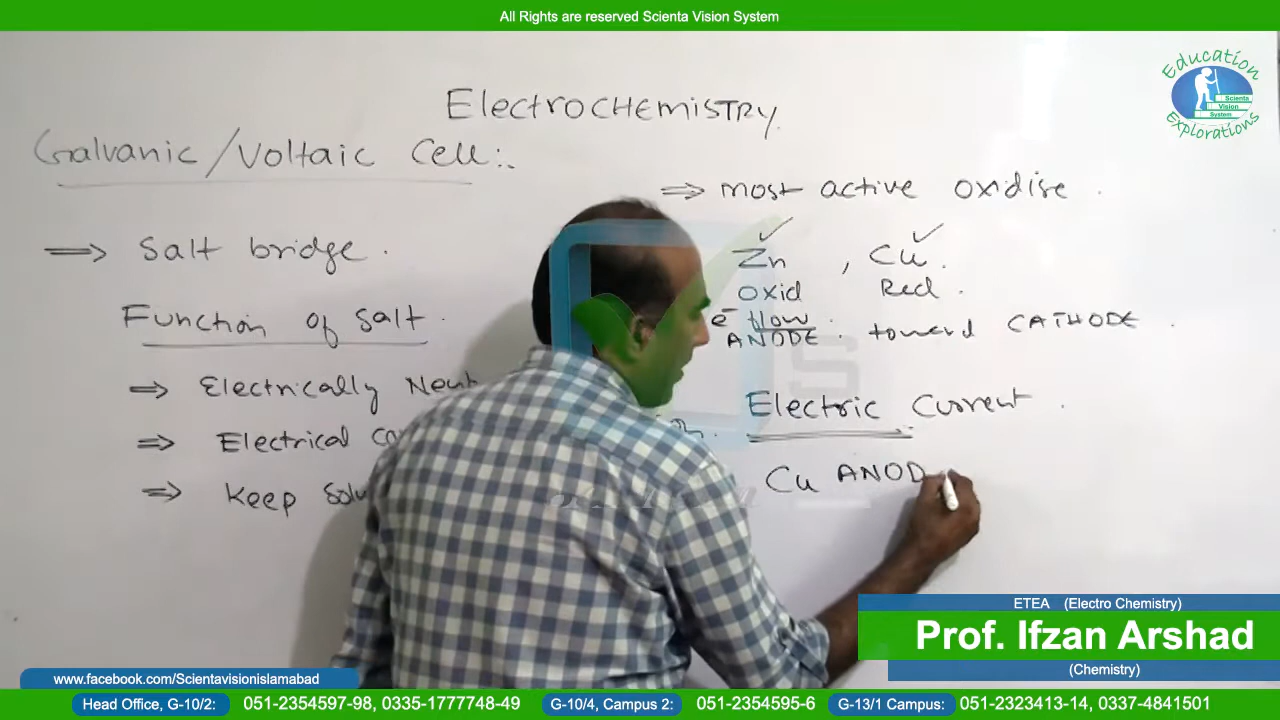 All Rights are reserved Scienta Vision System
Education
Scienta
Vision
System
Explorations
ElectroCHEMISTRY
Galvanic / Voltaic Cell:.
⇒ Salt bridge.
Function of Salt.
⇒ Electrically
⇒ Electrical
⇒ Keep
⇒ most active oxidise.
✓ ✓
Zn , Cu.
oxid Red.
e⁻ flow.
ANODE. toward CATHODE.
Electric Current.
Cu ANOD
S
ETEA (Electro Chemistry)
Prof. Ifzan Arshad
(Chemistry)
www.facebook.com/Scientavisionislamabad
Head Office, G-10/2: 051-2354597-98, 0335-1777748-49 G-10/4, Campus 2: 051-2354595-6 G-13/1 Campus: 051-2323413-14, 0337-4841501